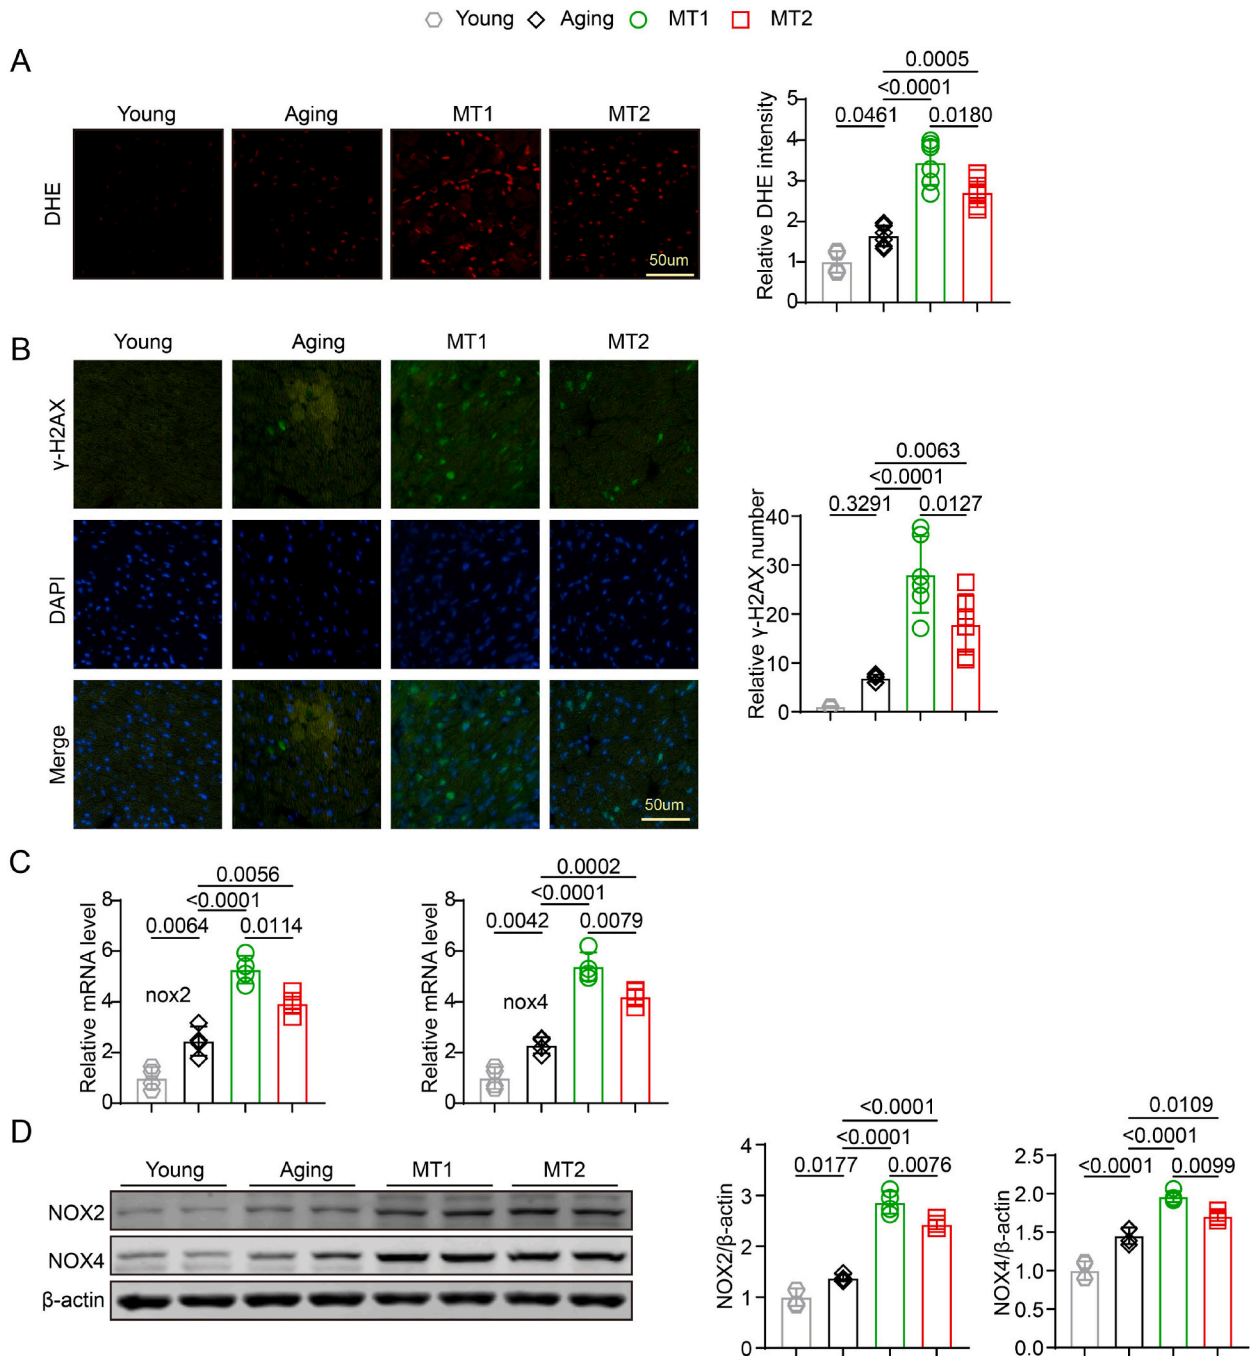 Young Aging MT1 MT2
A
Young Aging MT1 MT2
DHE
50um
Relative DHE intensity
5
4
3
2
1
0
0.0005
<0.0001
0.0461 0.0180
B
Young Aging MT1 MT2
γ-H2AX
DAPI
Merge
50um
Relative γ-H2AX number
40
30
20
10
0
0.0063
<0.0001
0.3291 0.0127
C
Relative mRNA level
8
6
4
2
0
0.0056
<0.0001
0.0064 0.0114
nox2
Relative mRNA level
8
6
4
2
0
0.0002
<0.0001
0.0042 0.0079
nox4
D
Young Aging MT1 MT2
NOX2
NOX4
β-actin
NOX2/β-actin
4
3
2
1
0
<0.0001
<0.0001
0.0177 0.0076
NOX4/β-actin
2.5
2.0
1.5
1.0
0.5
0.0
0.0109
<0.0001
<0.0001 0.0099